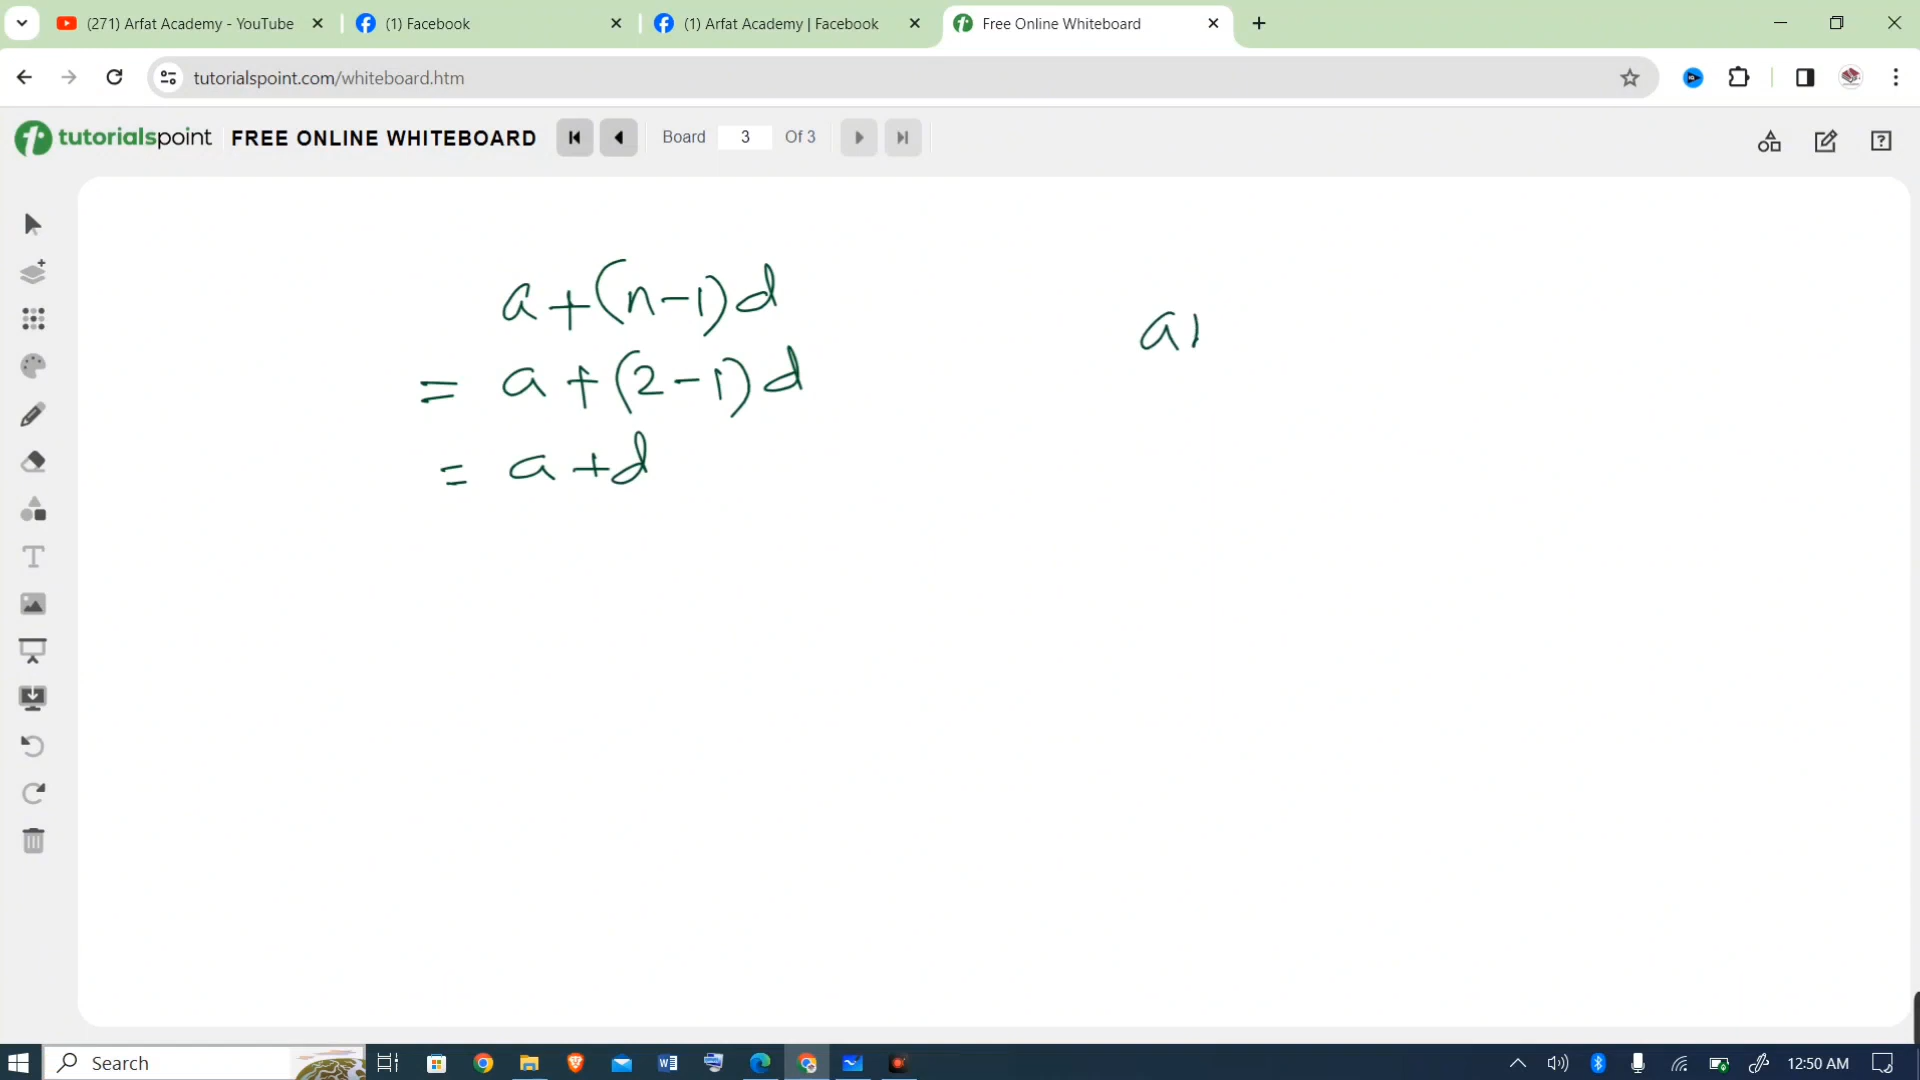 (271) Arfat Academy - YouTube
(1) Facebook
(1) Arfat Academy | Facebook
Free Online Whiteboard
tutorialspoint.com/whiteboard.htm
tutorialspoint
FREE ONLINE WHITEBOARD
Board 3 Of 3
a+(n-1)d
= a+(2-1)d
= a+d
Search
12:50 AM